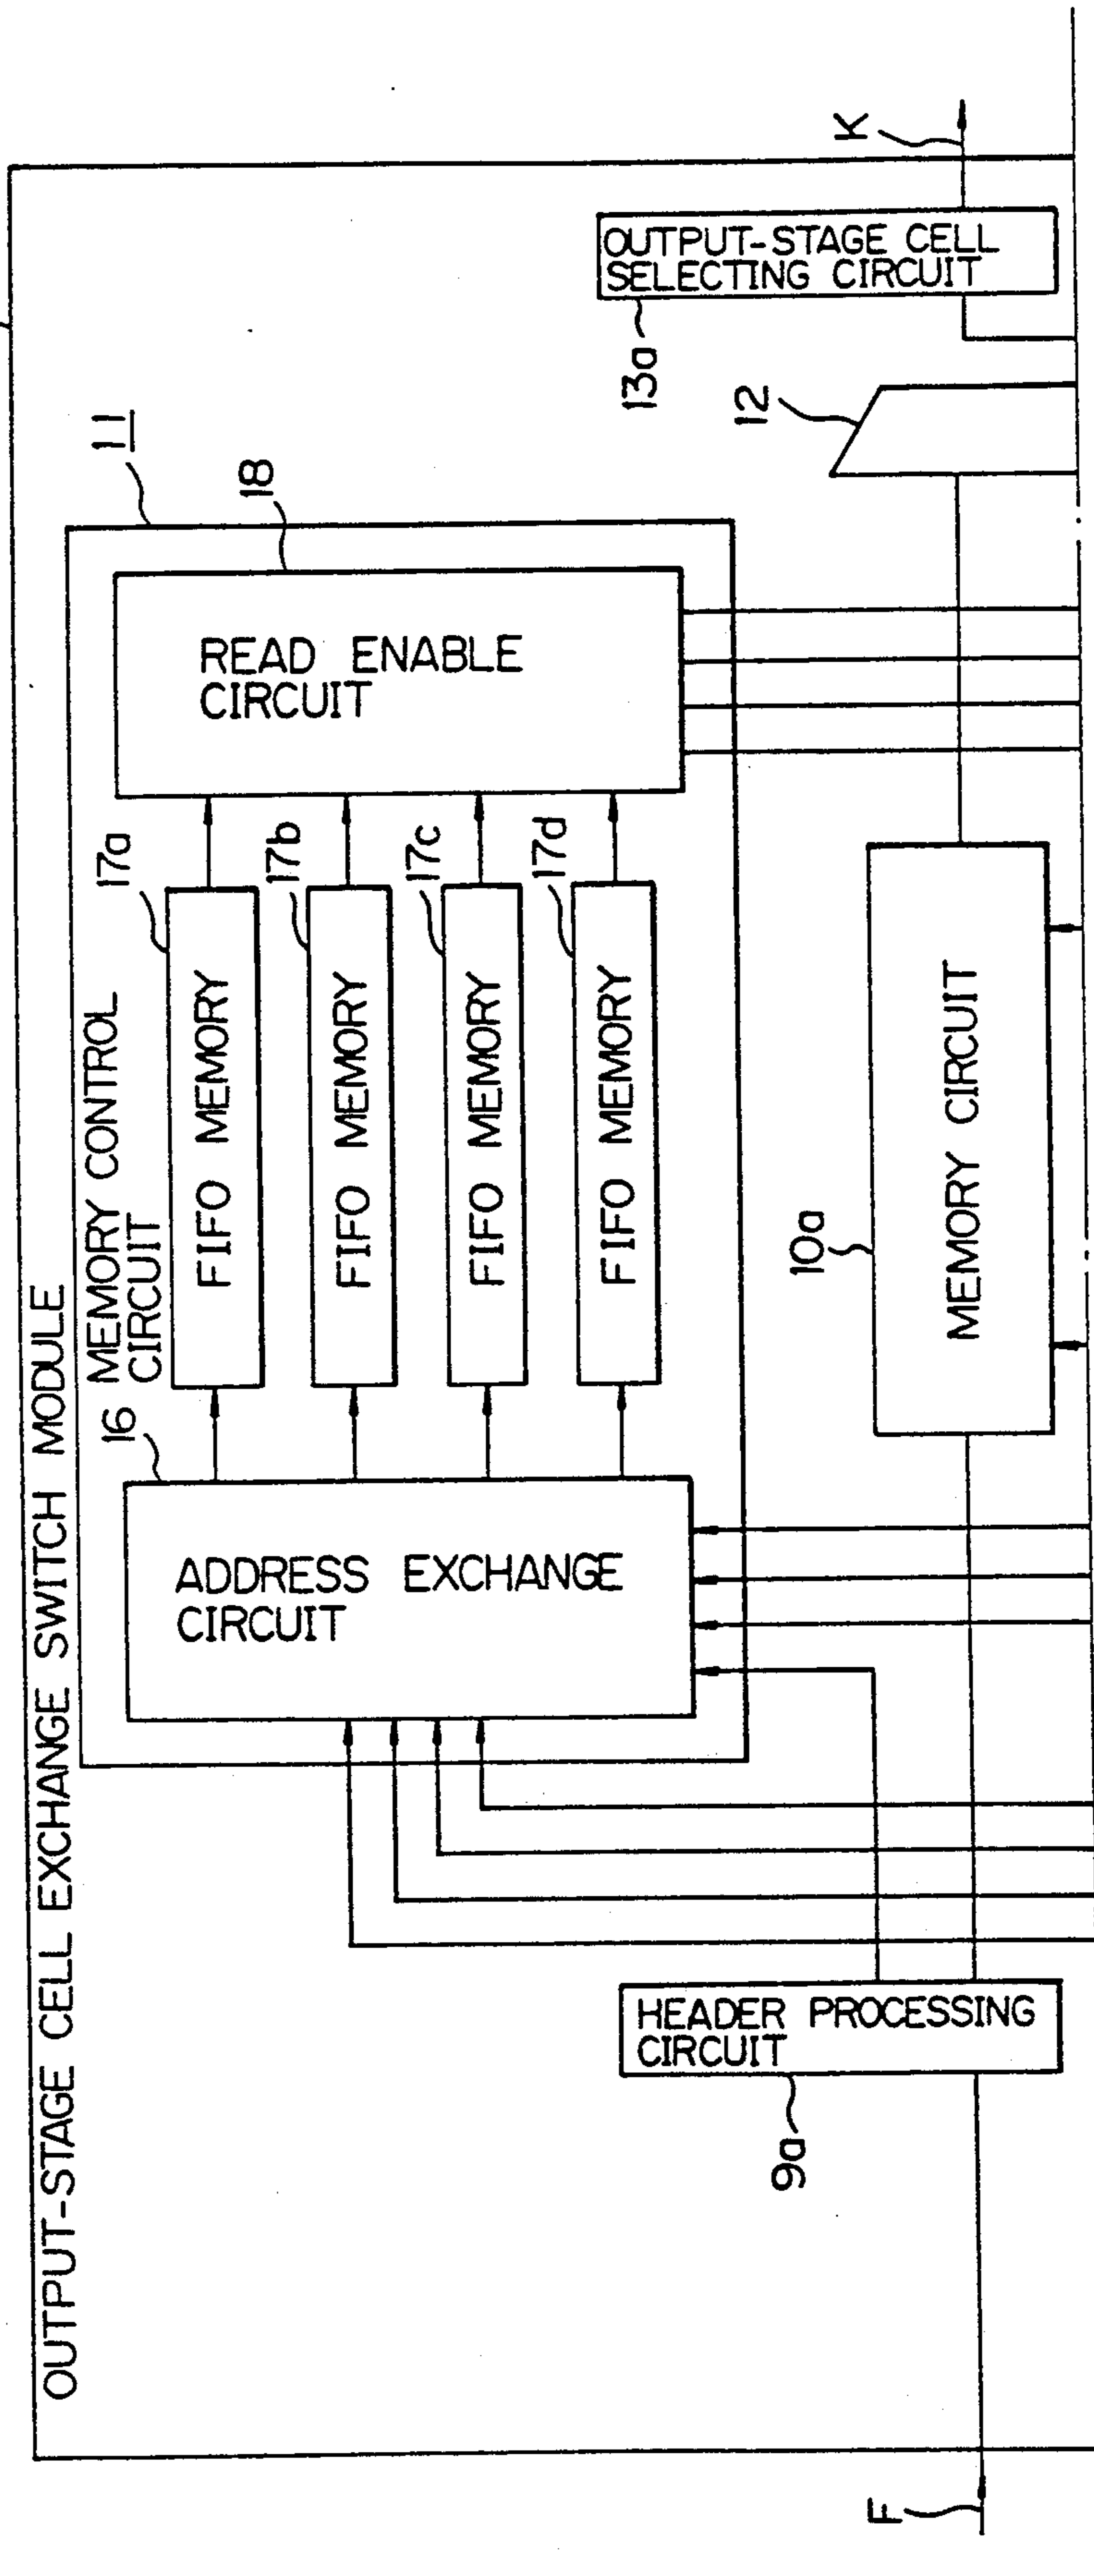 OUTPUT-STAGE CELL EXCHANGE SWITCH MODULE
11
MEMORY CONTROL
CIRCUIT
16
ADDRESS EXCHANGE
CIRCUIT
17a
FIFO MEMORY
17b
FIFO MEMORY
17c
FIFO MEMORY
17d
FIFO MEMORY
18
READ ENABLE
CIRCUIT
F
9a
HEADER PROCESSING
CIRCUIT
10a
MEMORY CIRCUIT
12
13a
OUTPUT-STAGE CELL
SELECTING CIRCUIT
K